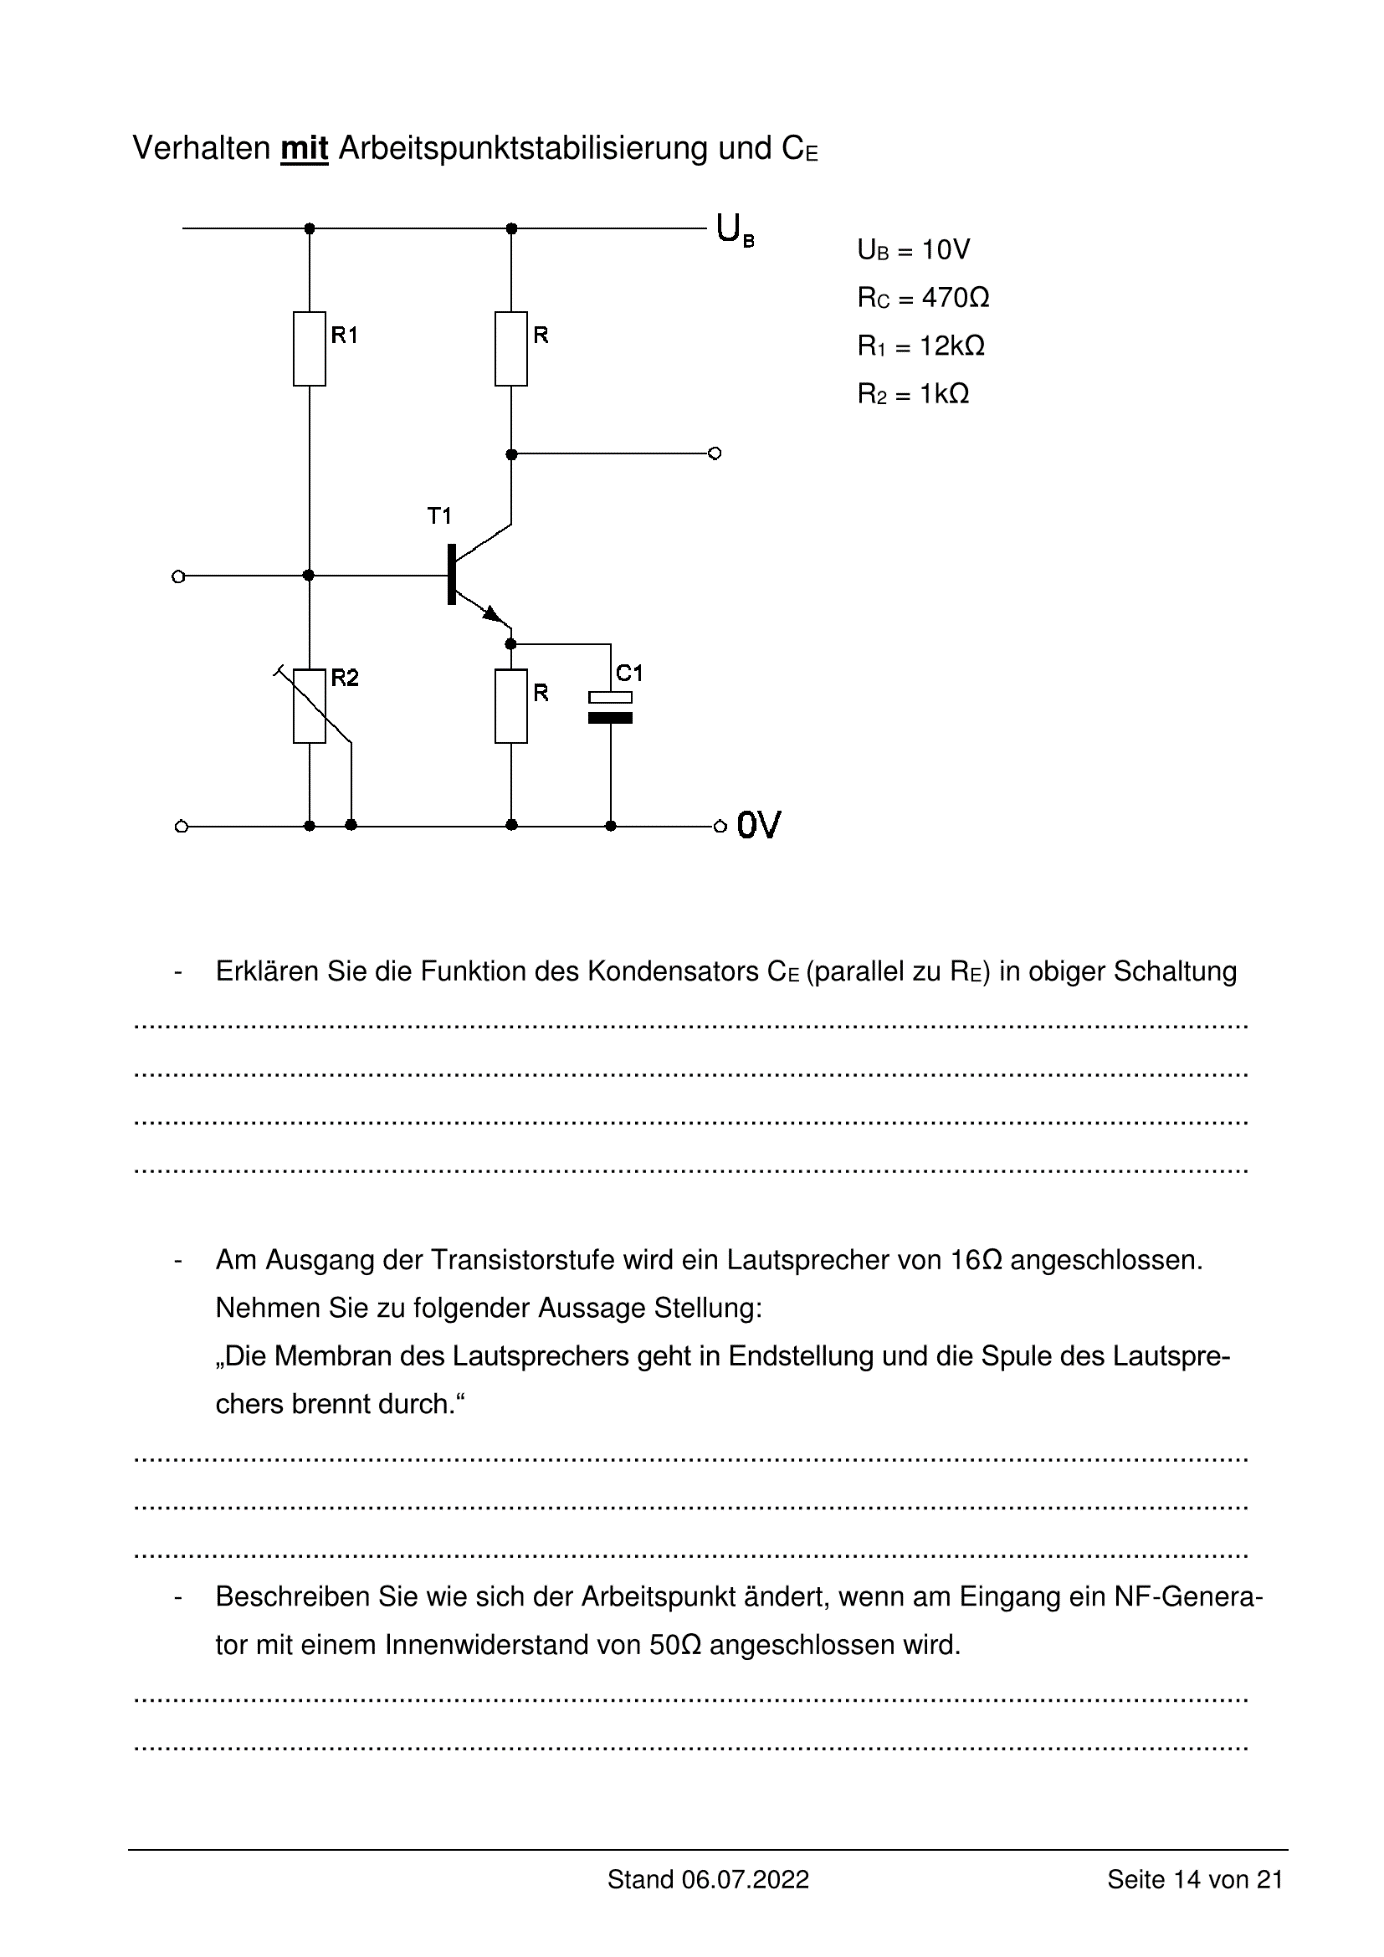 Verhalten mit Arbeitspunktstabilisierung und CE
UB
UB = 10V
RC = 470Ω
R1
R
R1 = 12kΩ
R2 = 1kΩ
T1
R2
R
C1
0V
- Erklären Sie die Funktion des Kondensators CE (parallel zu RE) in obiger Schaltung
- Am Ausgang der Transistorstufe wird ein Lautsprecher von 16Ω angeschlossen.
Nehmen Sie zu folgender Aussage Stellung:
„Die Membran des Lautsprechers geht in Endstellung und die Spule des Lautspre-
chers brennt durch.“
- Beschreiben Sie wie sich der Arbeitspunkt ändert, wenn am Eingang ein NF-Genera-
tor mit einem Innenwiderstand von 50Ω angeschlossen wird.
Stand 06.07.2022 Seite 14 von 21